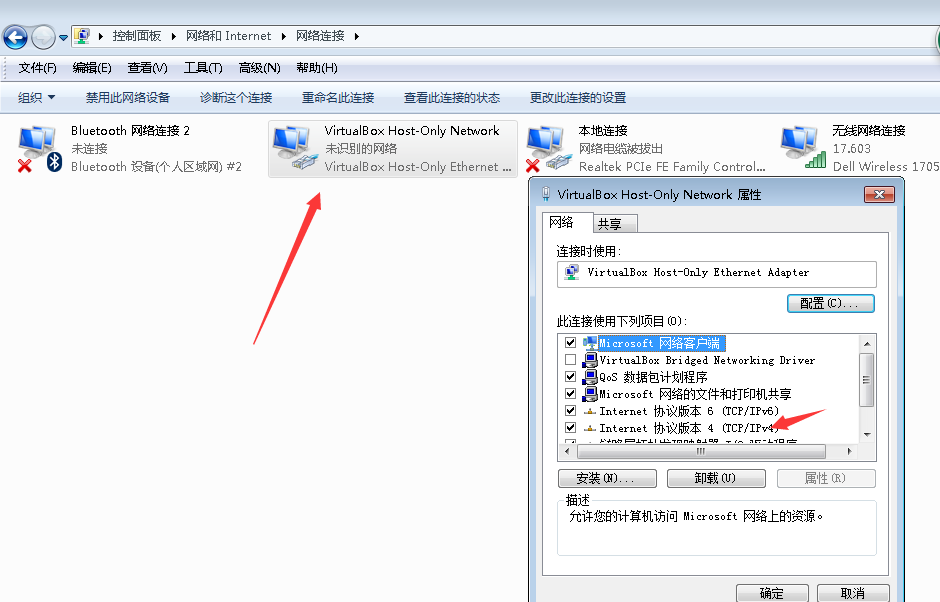 控制面板 ▸ 网络和 Internet ▸ 网络连接 ▸
文件(F) 编辑(E) 查看(V) 工具(T) 高级(N) 帮助(H)
组织 禁用此网络设备 诊断这个连接 重命名此连接 查看此连接的状态 更改此连接的设置
Bluetooth 网络连接 2
未连接
Bluetooth 设备(个人区域网) #2
VirtualBox Host-Only Network
未识别的网络
VirtualBox Host-Only Ethernet ...
本地连接
网络电缆被拔出
Realtek PCIe FE Family Control...
无线网络连接
17.603
Dell Wireless 1705
VirtualBox Host-Only Network 属性
网络 共享
连接时使用:
VirtualBox Host-Only Ethernet Adapter
配置(C)...
此连接使用下列项目(O):
Microsoft 网络客户端
VirtualBox Bridged Networking Driver
QoS 数据包计划程序
Microsoft 网络的文件和打印机共享
Internet 协议版本 6 (TCP/IPv6)
Internet 协议版本 4 (TCP/IPv4)
安装(N)... 卸载(U) 属性(R)
描述
允许您的计算机访问 Microsoft 网络上的资源。
确定 取消